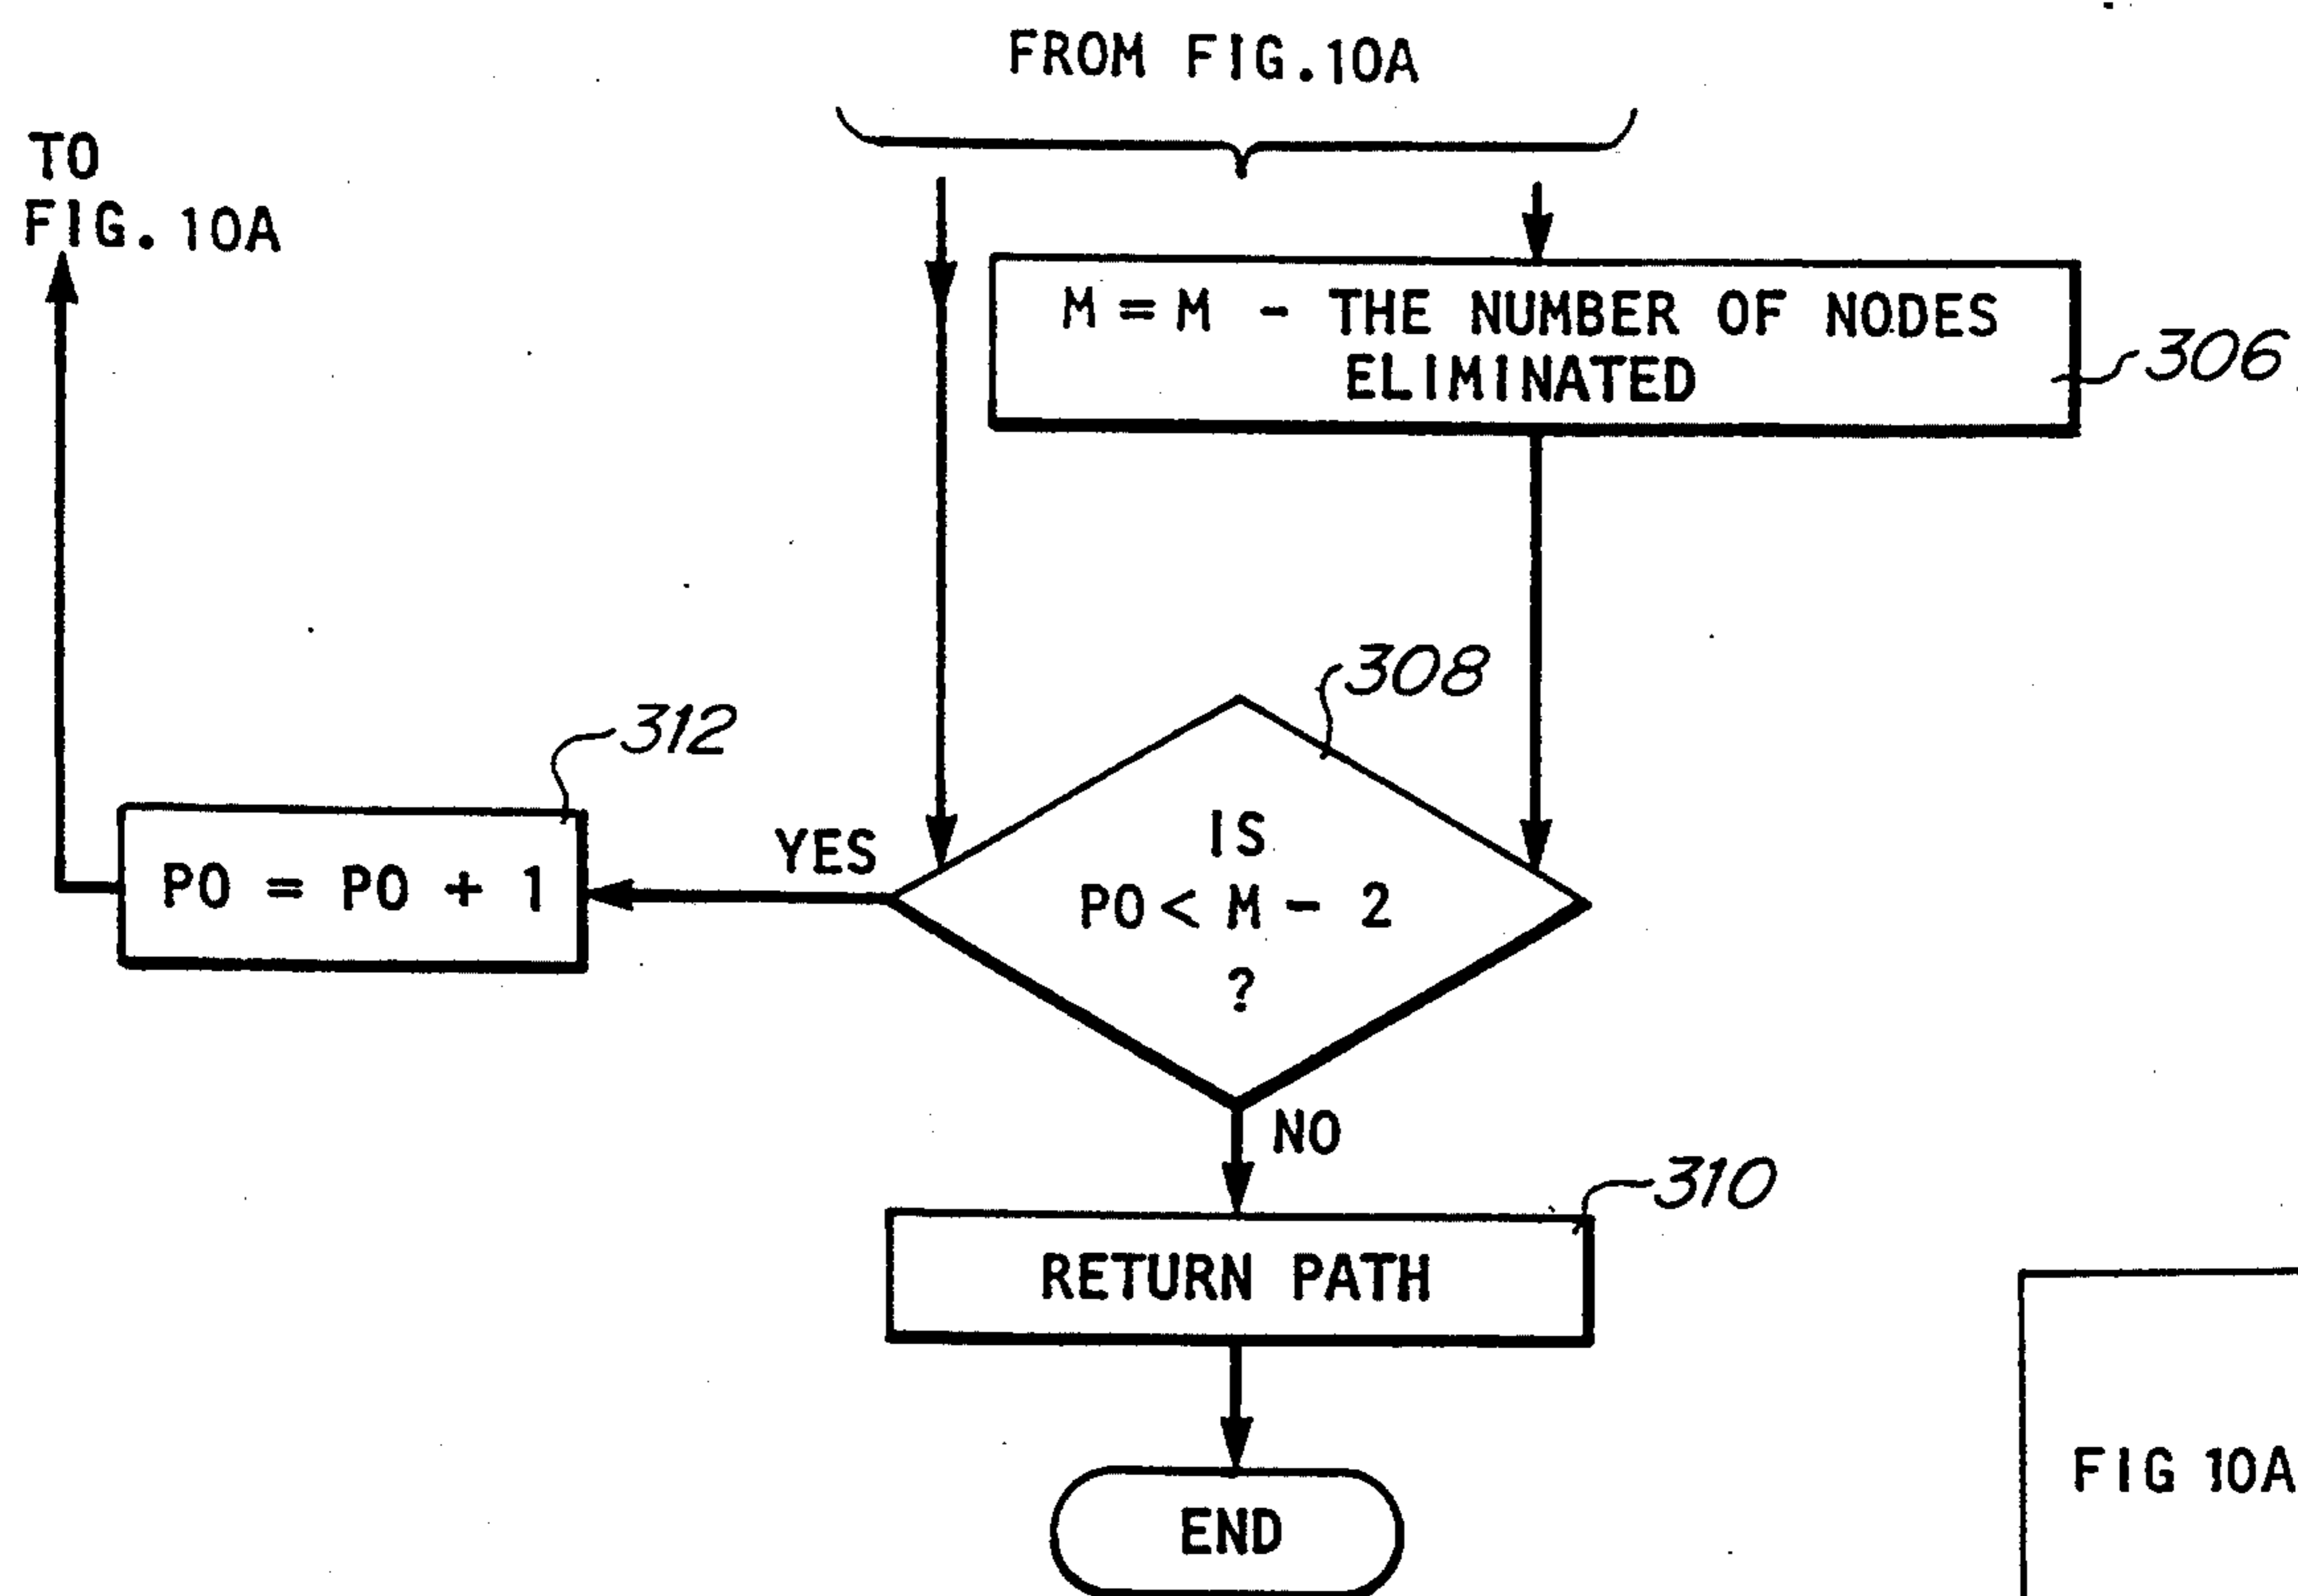 FROM FIG.10A
TO
FIG. 10A
M = M - THE NUMBER OF NODES
ELIMINATED
306
308
312
IS
PO < M - 2
?
YES
PO = PO + 1
NO
310
RETURN PATH
FIG 10A
END